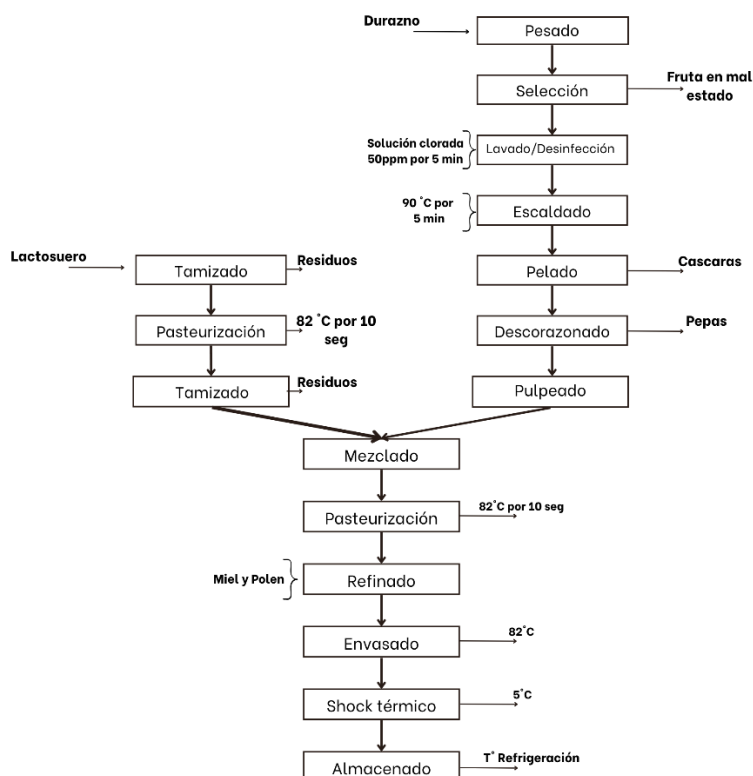 Durazno
Pesado
Selección
Fruta en mal
estado
Solución clorada
50ppm por 5 min
Lavado/Desinfección
90 °C por
5 min
Escaldado
Lactosuero
Tamizado
Residuos
Pelado
Cascaras
Pasteurización
82 °C por 10
seg
Descorazonado
Pepas
Tamizado
Residuos
Pulpeado
Mezclado
Pasteurización
82°C por 10 seg
Miel y Polen
Refinado
Envasado
82°C
Shock térmico
5°C
Almacenado
T° Refrigeración